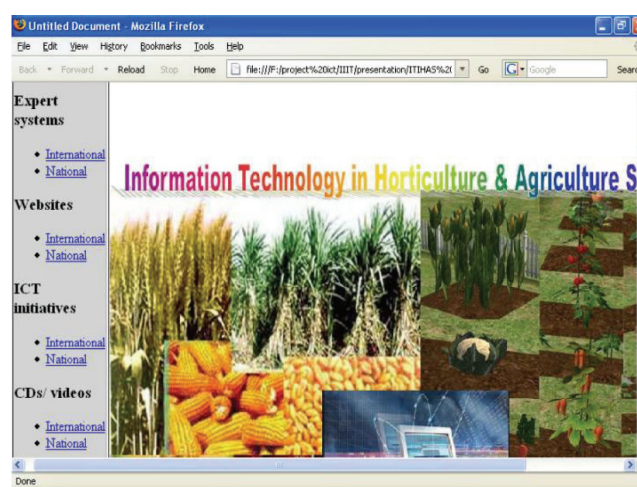 Untitled Document - Mozilla Firefox
File Edit View History Bookmarks Tools Help
Back Forward Reload Stop Home file:///F:/project%20ict/IIIT/presentation/ITIHAS%2( Go G Google Sear
Expert
systems
International
National
Websites
International
National
ICT
initiatives
International
National
CDs/ videos
International
National
Information Technology in Horticulture & Agriculture S
Done